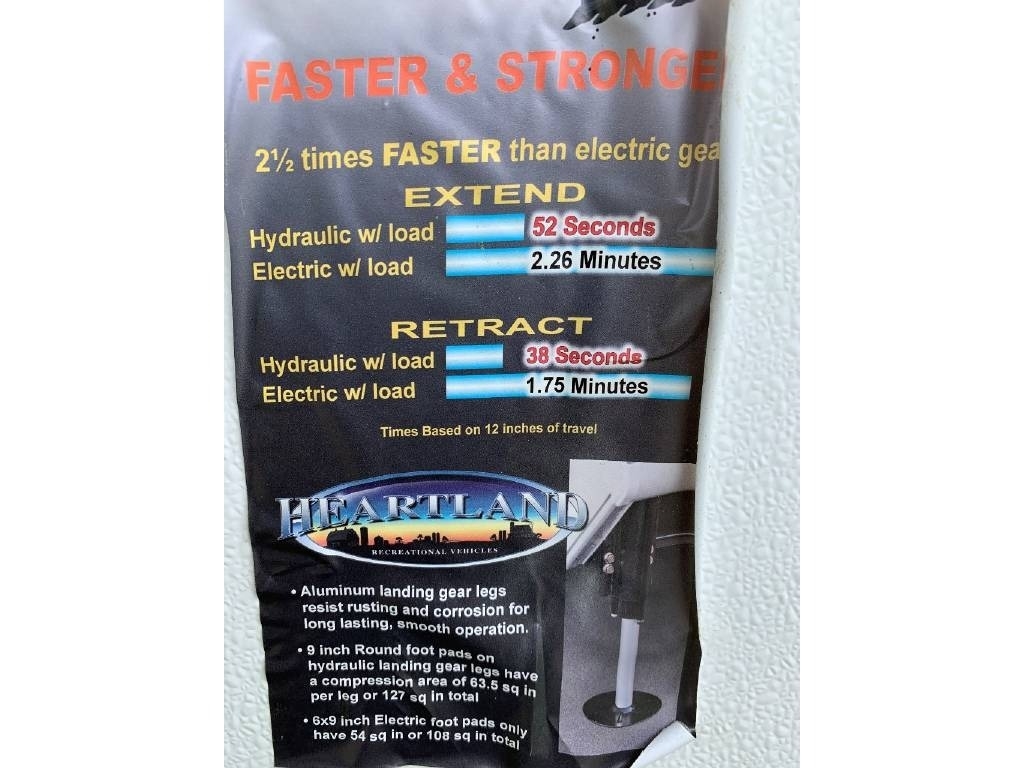 FASTER & STRONGE
2½ times FASTER than electric gea
EXTEND
Hydraulic w/ load 52 Seconds
Electric w/ load 2.26 Minutes
RETRACT
Hydraulic w/ load 38 Seconds
Electric w/ load 1.75 Minutes
Times Based on 12 inches of travel
HEARTLAND
RECREATIONAL VEHICLES
• Aluminum landing gear legs
resist rusting and corrosion for
long lasting, smooth operation.
• 9 inch Round foot pads on
hydraulic landing gear legs have
a compression area of 63.5 sq in
per leg or 127 sq in total
• 6x9 inch Electric foot pads only
have 54 sq in or 108 sq in total